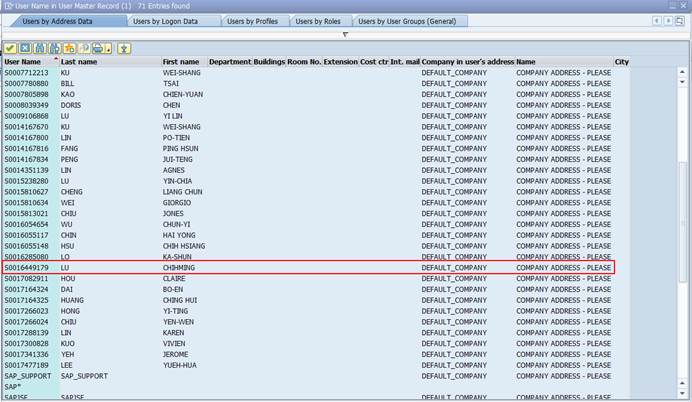 User Name in User Master Record (1) 71 Entries found
Users by Address Data Users by Logon Data Users by Profiles Users by Roles Users by User Groups (General)
User Name Last name First name Department Buildings Room No. Extension Cost ctr Int. mail Company in user's address Name City
S0007712213 KU WEI-SHANG DEFAULT_COMPANY COMPANY ADDRESS - PLEASE
S0007780880 BILL TSAI DEFAULT_COMPANY COMPANY ADDRESS - PLEASE
S0007805898 KAO CHIEN-YUAN DEFAULT_COMPANY COMPANY ADDRESS - PLEASE
S0008039349 DORIS CHEN DEFAULT_COMPANY COMPANY ADDRESS - PLEASE
S0009106868 LU YI LIN DEFAULT_COMPANY COMPANY ADDRESS - PLEASE
S0014167670 KU WEI-SHANG DEFAULT_COMPANY COMPANY ADDRESS - PLEASE
S0014167800 LIN PO-TIEN DEFAULT_COMPANY COMPANY ADDRESS - PLEASE
S0014167816 FANG PING HSUN DEFAULT_COMPANY COMPANY ADDRESS - PLEASE
S0014167834 PENG JUI-TENG DEFAULT_COMPANY COMPANY ADDRESS - PLEASE
S0014351139 LIN AGNES DEFAULT_COMPANY COMPANY ADDRESS - PLEASE
S0015238280 LU YIN-CHIA DEFAULT_COMPANY COMPANY ADDRESS - PLEASE
S0015810627 CHENG LIANG CHUN DEFAULT_COMPANY COMPANY ADDRESS - PLEASE
S0015810634 WEI GIORGIO DEFAULT_COMPANY COMPANY ADDRESS - PLEASE
S0015813021 CHIU JONES DEFAULT_COMPANY COMPANY ADDRESS - PLEASE
S0016054654 WU CHUN-YI DEFAULT_COMPANY COMPANY ADDRESS - PLEASE
S0016055117 CHIN HAI YONG DEFAULT_COMPANY COMPANY ADDRESS - PLEASE
S0016055148 HSU CHIH HSIANG DEFAULT_COMPANY COMPANY ADDRESS - PLEASE
S0016285080 LO KA-SHUN DEFAULT_COMPANY COMPANY ADDRESS - PLEASE
S0016449179 LU CHIHMING DEFAULT_COMPANY COMPANY ADDRESS - PLEASE
S0017082911 HOU CLAIRE DEFAULT_COMPANY COMPANY ADDRESS - PLEASE
S0017164324 DAI BO-EN DEFAULT_COMPANY COMPANY ADDRESS - PLEASE
S0017164325 HUANG CHING HUI DEFAULT_COMPANY COMPANY ADDRESS - PLEASE
S0017266023 HONG YI-TING DEFAULT_COMPANY COMPANY ADDRESS - PLEASE
S0017266024 CHIU YEN-WEN DEFAULT_COMPANY COMPANY ADDRESS - PLEASE
S0017288139 LIN KAREN DEFAULT_COMPANY COMPANY ADDRESS - PLEASE
S0017300828 KUO VIVIEN DEFAULT_COMPANY COMPANY ADDRESS - PLEASE
S0017341336 YEH JEROME DEFAULT_COMPANY COMPANY ADDRESS - PLEASE
S0017477189 LEE YUEH-HUA DEFAULT_COMPANY COMPANY ADDRESS - PLEASE
SAP_SUPPORT SAP_SUPPORT DEFAULT_COMPANY COMPANY ADDRESS - PLEASE
SAP*
SAPJSF SAPJSF DEFAULT_COMPANY COMPANY ADDRESS - PLEASE